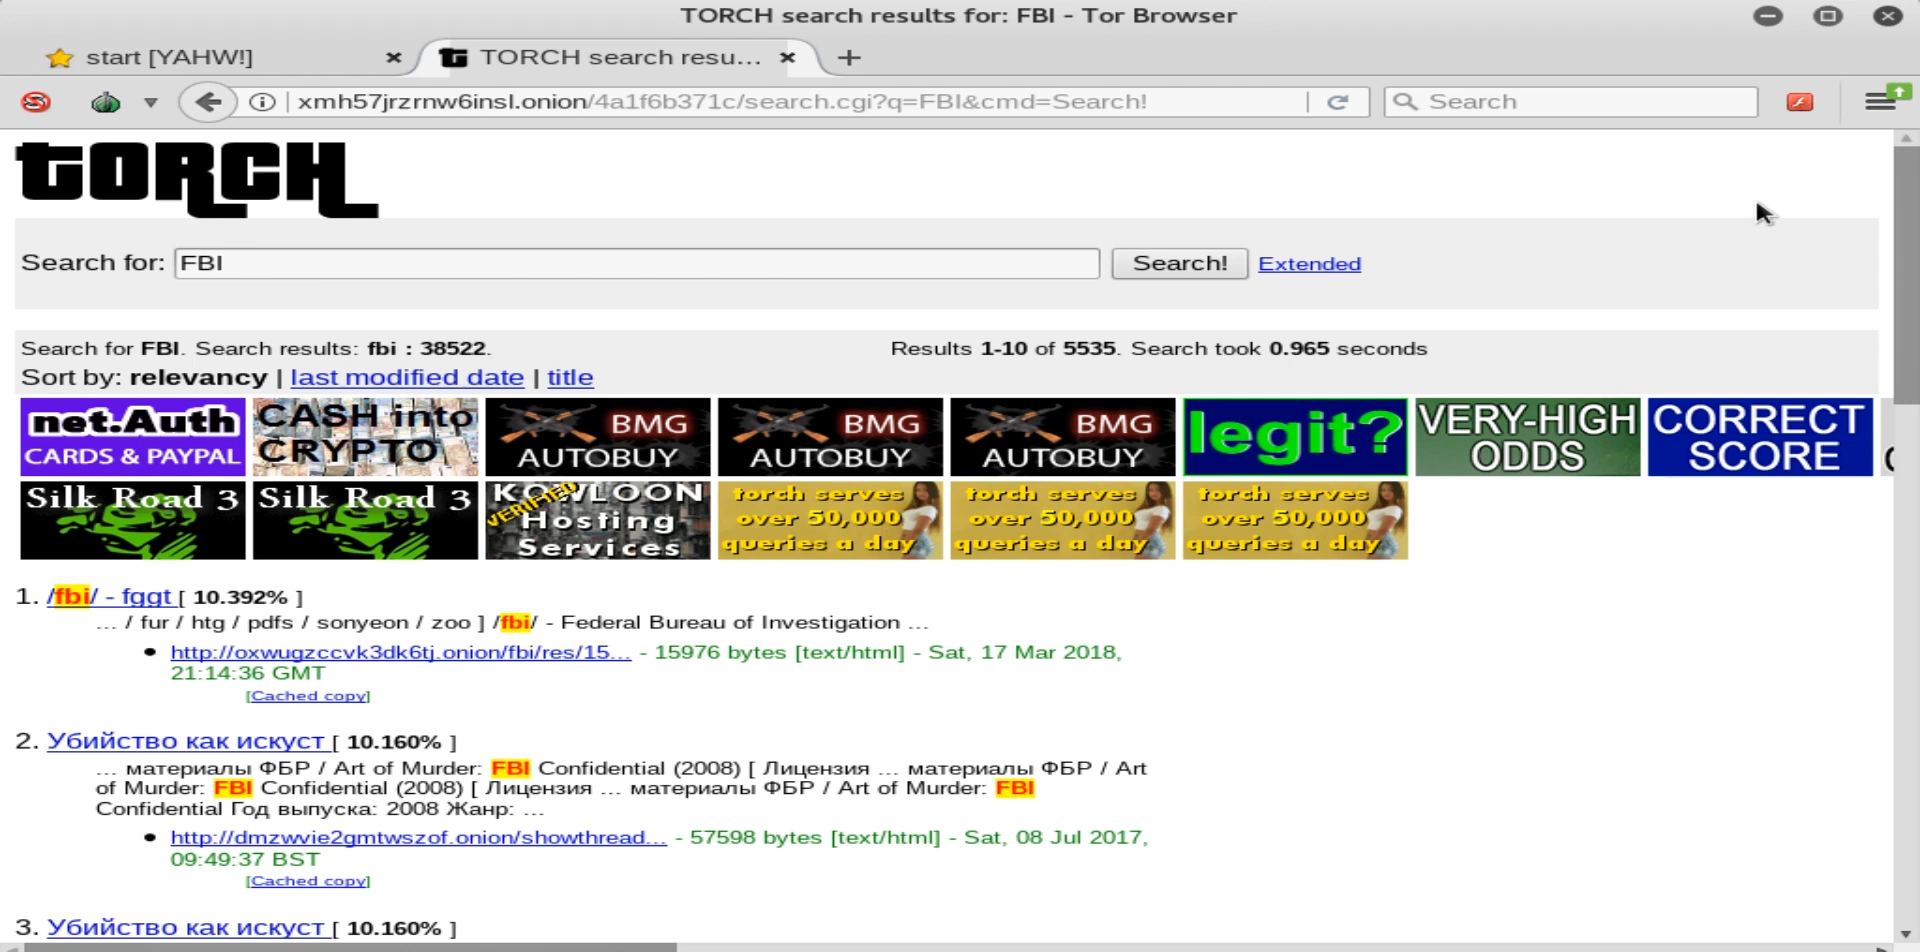 TORCH search results for: FBI - Tor Browser
start [YAHW!]
TORCH search resu...
xmh57jrzrnw6insl.onion/4a1f6b371c/search.cgi?q=FBI&cmd=Search!
Search
TORCH
Search for: FBI Search! Extended
Search for FBI. Search results: fbi : 38522. Results 1-10 of 5535. Search took 0.965 seconds
Sort by: relevancy | last modified date | title
net.Auth
CARDS & PAYPAL
CASH into
CRYPTO
BMG
AUTOBUY
BMG
AUTOBUY
BMG
AUTOBUY
legit?
VERY-HIGH
ODDS
CORRECT
SCORE
Silk Road 3
Silk Road 3
KOWLOON
VERIFIED
Hosting
Services
torch serves
over 50,000
queries a day
torch serves
over 50,000
queries a day
torch serves
over 50,000
queries a day
1. /fbi/ - fggt [ 10.392% ]
... / fur / htg / pdfs / sonyeon / zoo ] /fbi/ - Federal Bureau of Investigation ...
http://oxwugzccvk3dk6tj.onion/fbi/res/15... - 15976 bytes [text/html] - Sat, 17 Mar 2018,
21:14:36 GMT
[Cached copy]
2. Убийство как искуст [ 10.160% ]
... материалы ФБР / Art of Murder: FBI Confidential (2008) [ Лицензия ... материалы ФБР / Art
of Murder: FBI Confidential (2008) [ Лицензия ... материалы ФБР / Art of Murder: FBI
Confidential Год выпуска: 2008 Жанр: ...
http://dmzwvie2gmtwszof.onion/showthread... - 57598 bytes [text/html] - Sat, 08 Jul 2017,
09:49:37 BST
[Cached copy]
3. Убийство как искуст [ 10.160% ]